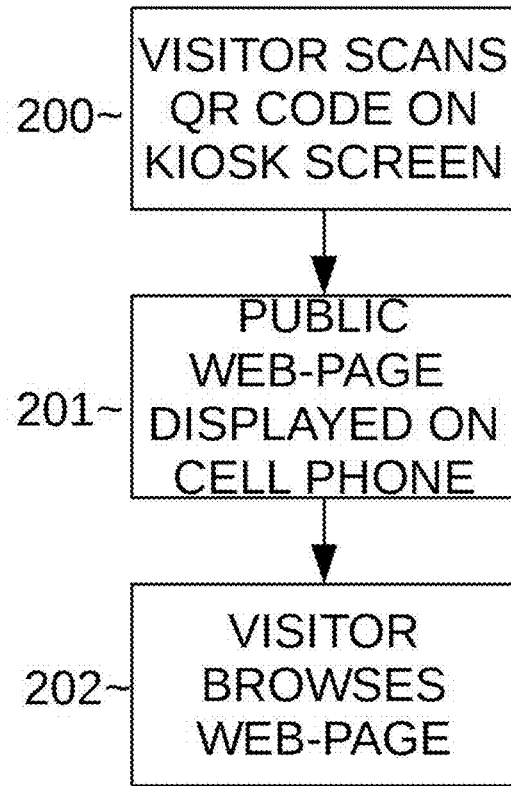 VISITOR SCANS
200~ QR CODE ON
KIOSK SCREEN
PUBLIC
WEB-PAGE
201~ DISPLAYED ON
CELL PHONE
VISITOR
202~ BROWSES
WEB-PAGE